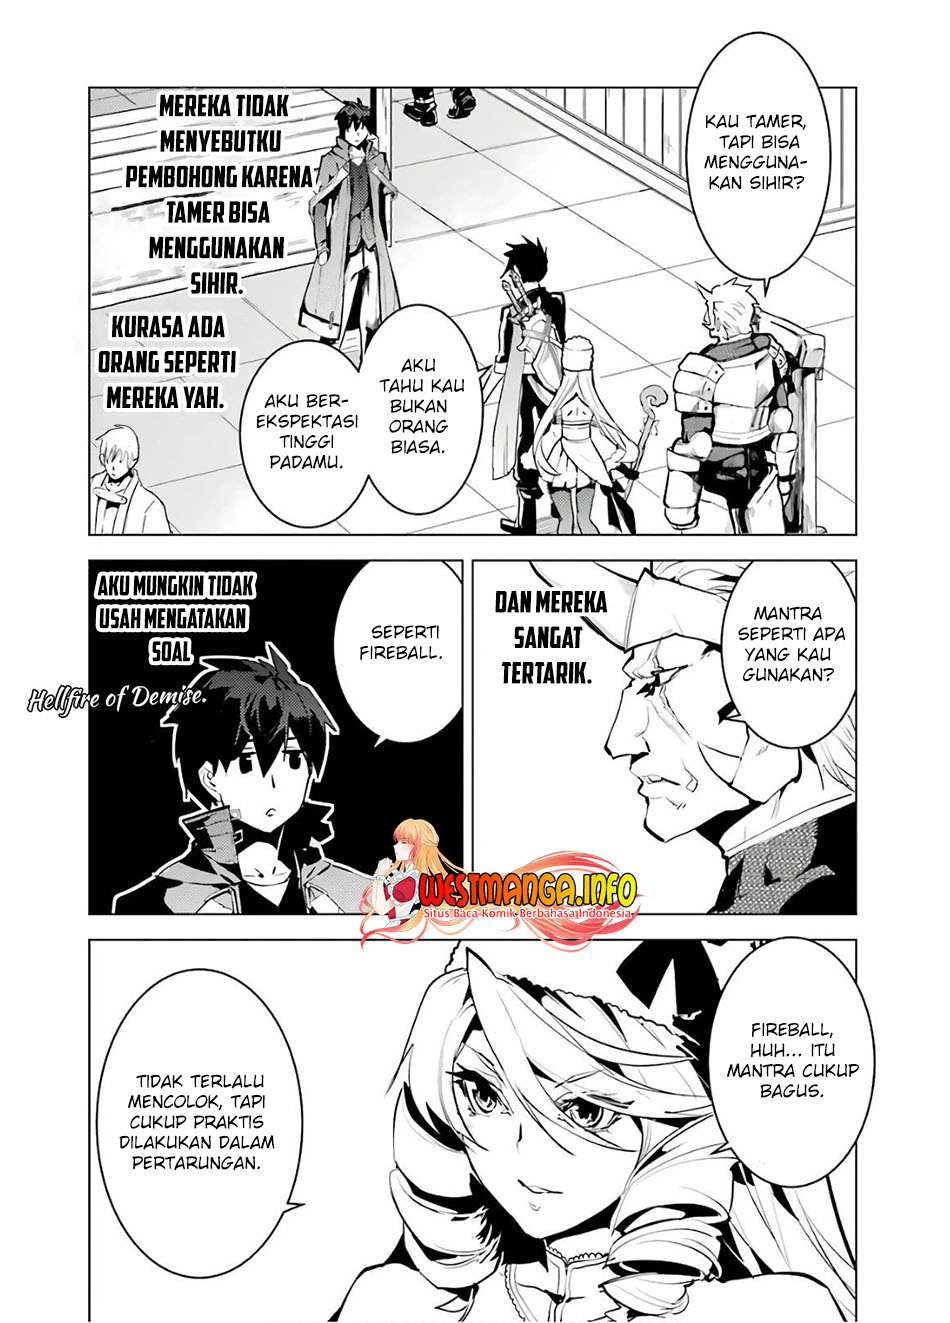 KAU TAMER,
TAPI BISA
MENGGUNA-
KAN SIHIR?
MEREKA TIDAK
MENYEBUTKU
PEMBOHONG KARENA
TAMER BISA
MENGGUNAKAN
SIHIR.
KURASA ADA
ORANG SEPERTI
MEREKA YAH.
AKU
TAHU KAU
BUKAN
ORANG
BIASA.
AKU BER-
EKSPEKTASI
TINGGI
PADAMU.
MANTRA
SEPERTI APA
YANG KAU
GUNAKAN?
DAN MEREKA
SANGAT
TERTARIK.
SEPERTI
FIREBALL.
AKU MUNGKIN TIDAK
USAH MENGATAKAN
SOAL
Hellfire of Demise.
WESTMANGA.INFO
Situs Baca Komik Berbahasa Indonesia
FIREBALL,
HUH... ITU
MANTRA CUKUP
BAGUS.
TIDAK TERLALU
MENCOLOK, TAPI
CUKUP PRAKTIS
DILAKUKAN DALAM
PERTARUNGAN.